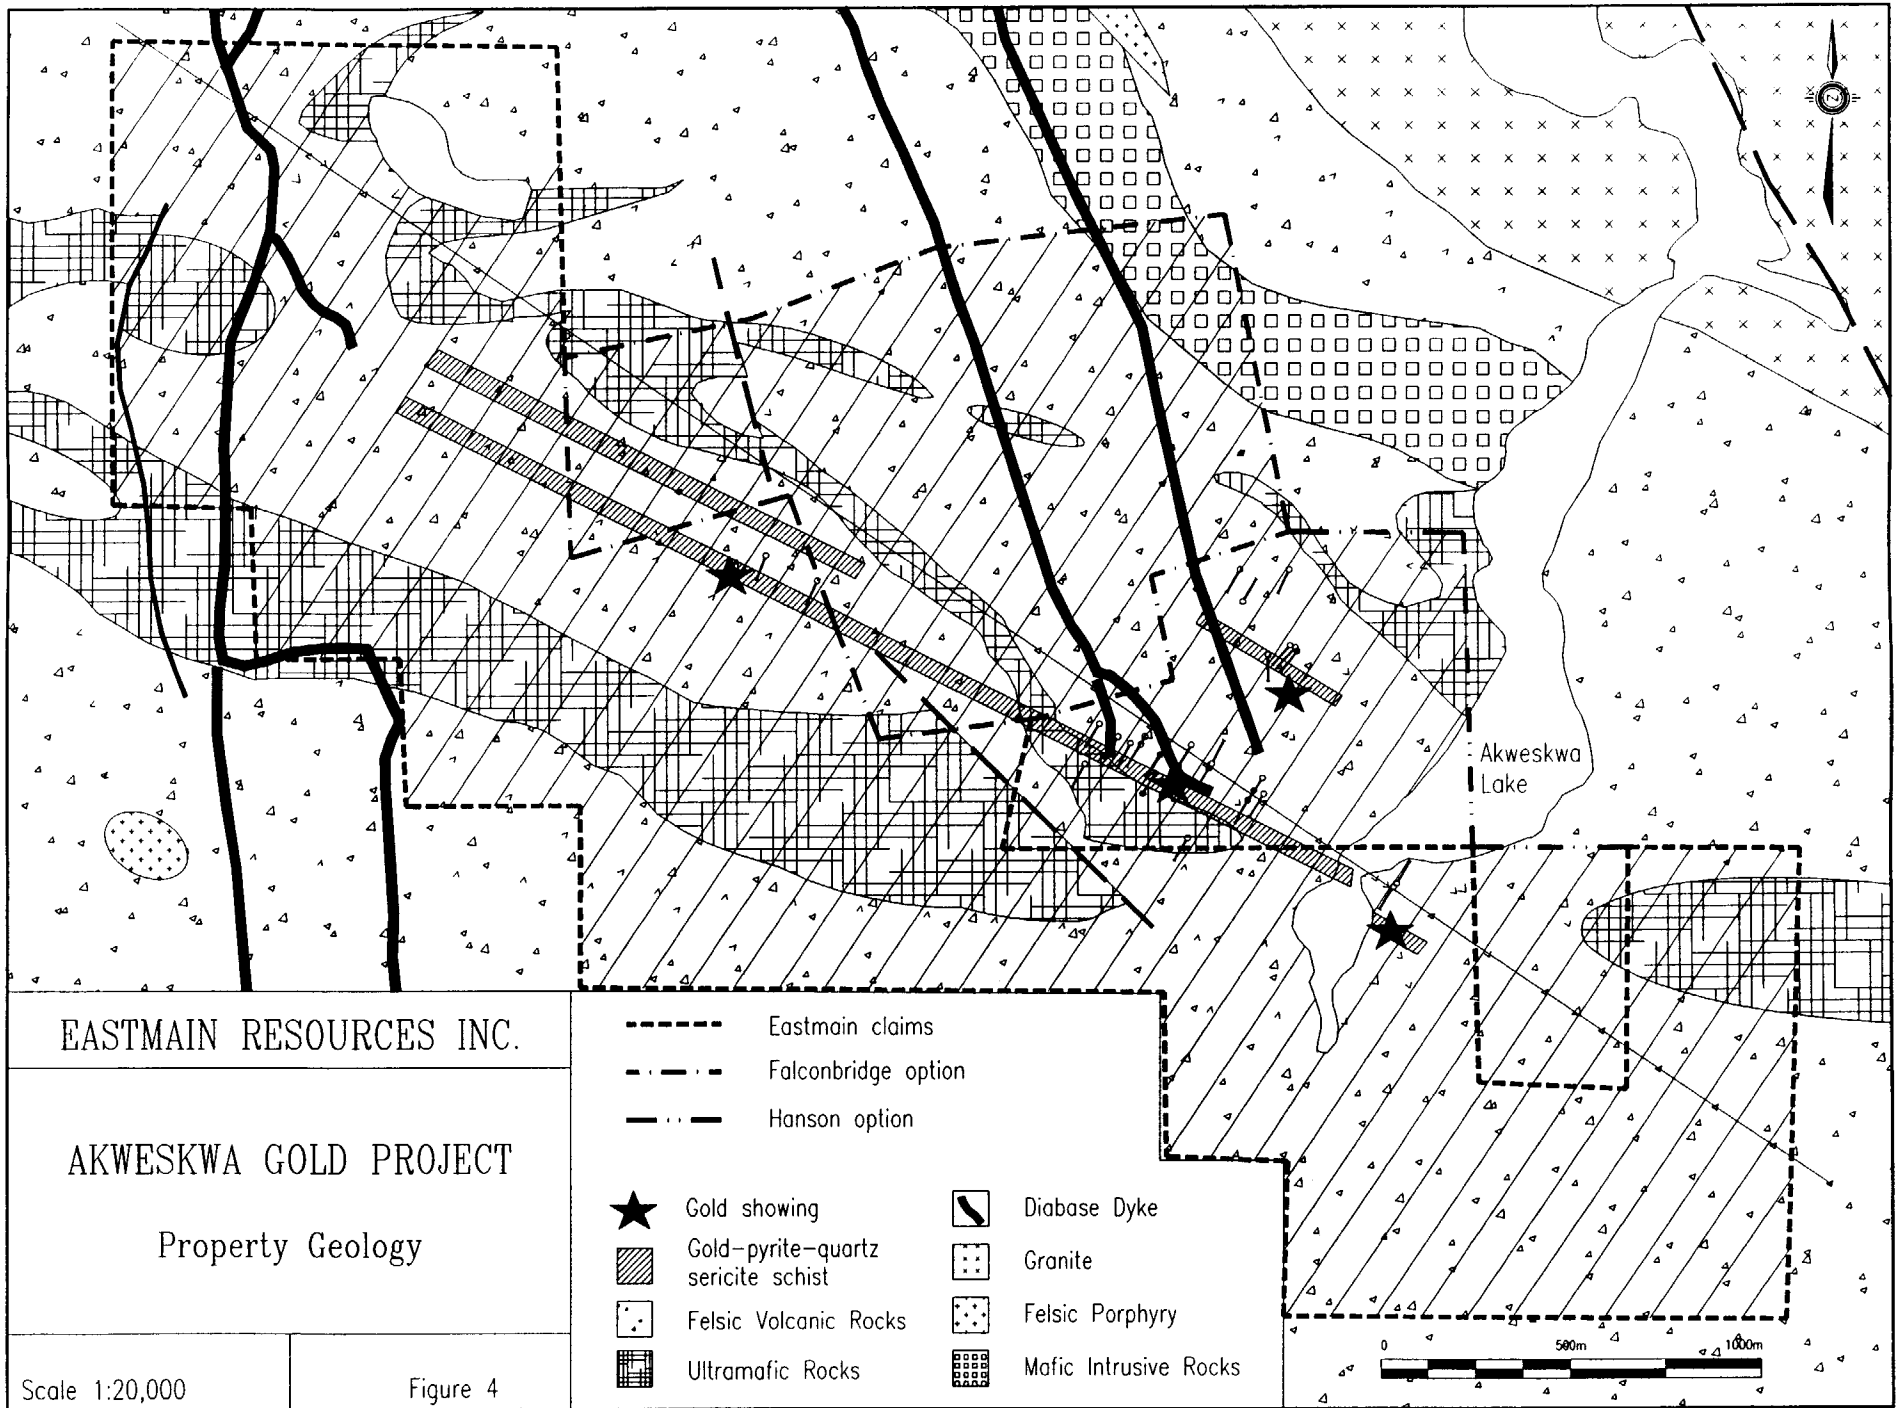 Akweskwa
Lake
EASTMAIN RESOURCES INC.
AKWESKWA GOLD PROJECT
Property Geology
Scale 1:20,000
Figure 4
Eastmain claims
Falconbridge option
Hanson option
Gold showing
Gold-pyrite-quartz
sericite schist
Felsic Volcanic Rocks
Ultramafic Rocks
Diabase Dyke
Granite
Felsic Porphyry
Mafic Intrusive Rocks
0 500m 1000m